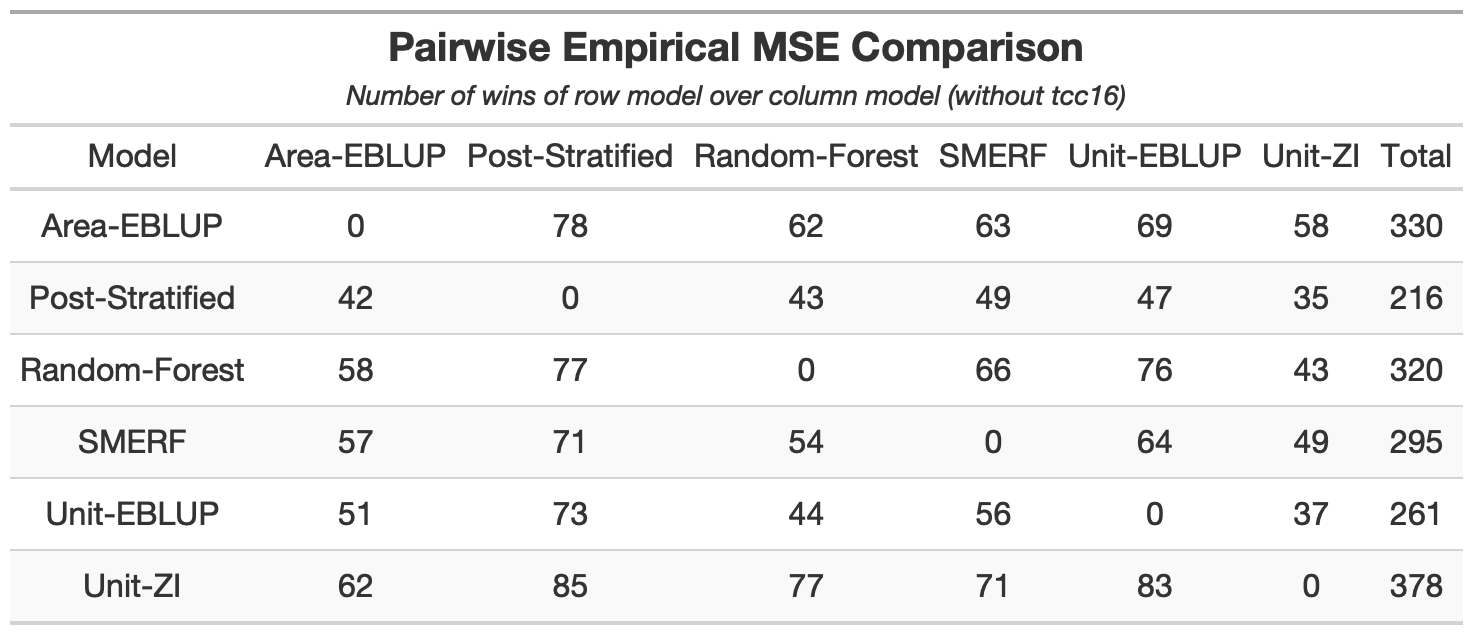 Pairwise Empirical MSE Comparison
Number of wins of row model over column model (without tcc16)
Model Area-EBLUP Post-Stratified Random-Forest SMERF Unit-EBLUP Unit-ZI Total
Area-EBLUP 0 78 62 63 69 58 330
Post-Stratified 42 0 43 49 47 35 216
Random-Forest 58 77 0 66 76 43 320
SMERF 57 71 54 0 64 49 295
Unit-EBLUP 51 73 44 56 0 37 261
Unit-ZI 62 85 77 71 83 0 378